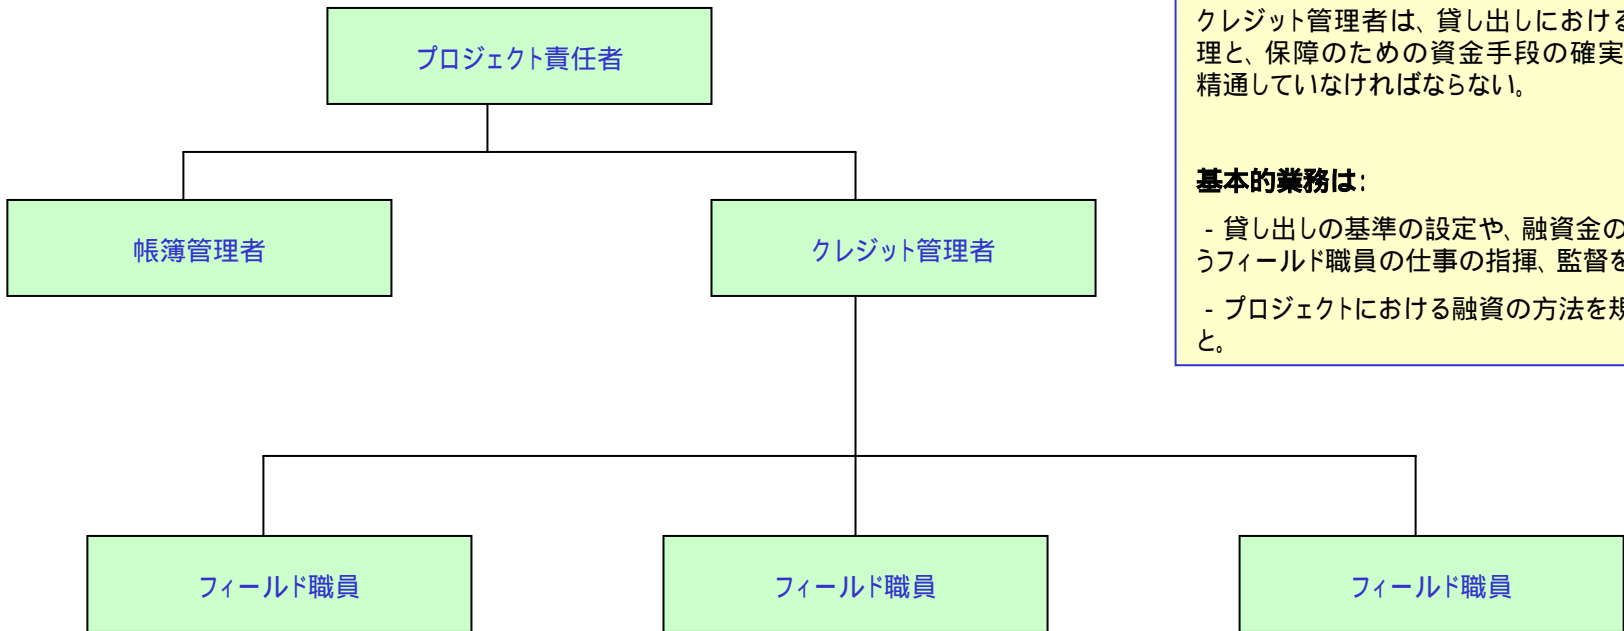 プロジェクト責任者
帳簿管理者
クレジット管理者
フィールド職員
フィールド職員
フィールド職員
クレジット管理者は、貸し出しにおける
理と、保障のための資金手段の確実
精通していなければならない。
基本的業務は:
- 貸し出しの基準の設定や、融資金の
うフィールド職員の仕事の指揮、監督を
- プロジェクトにおける融資の方法を規
と。